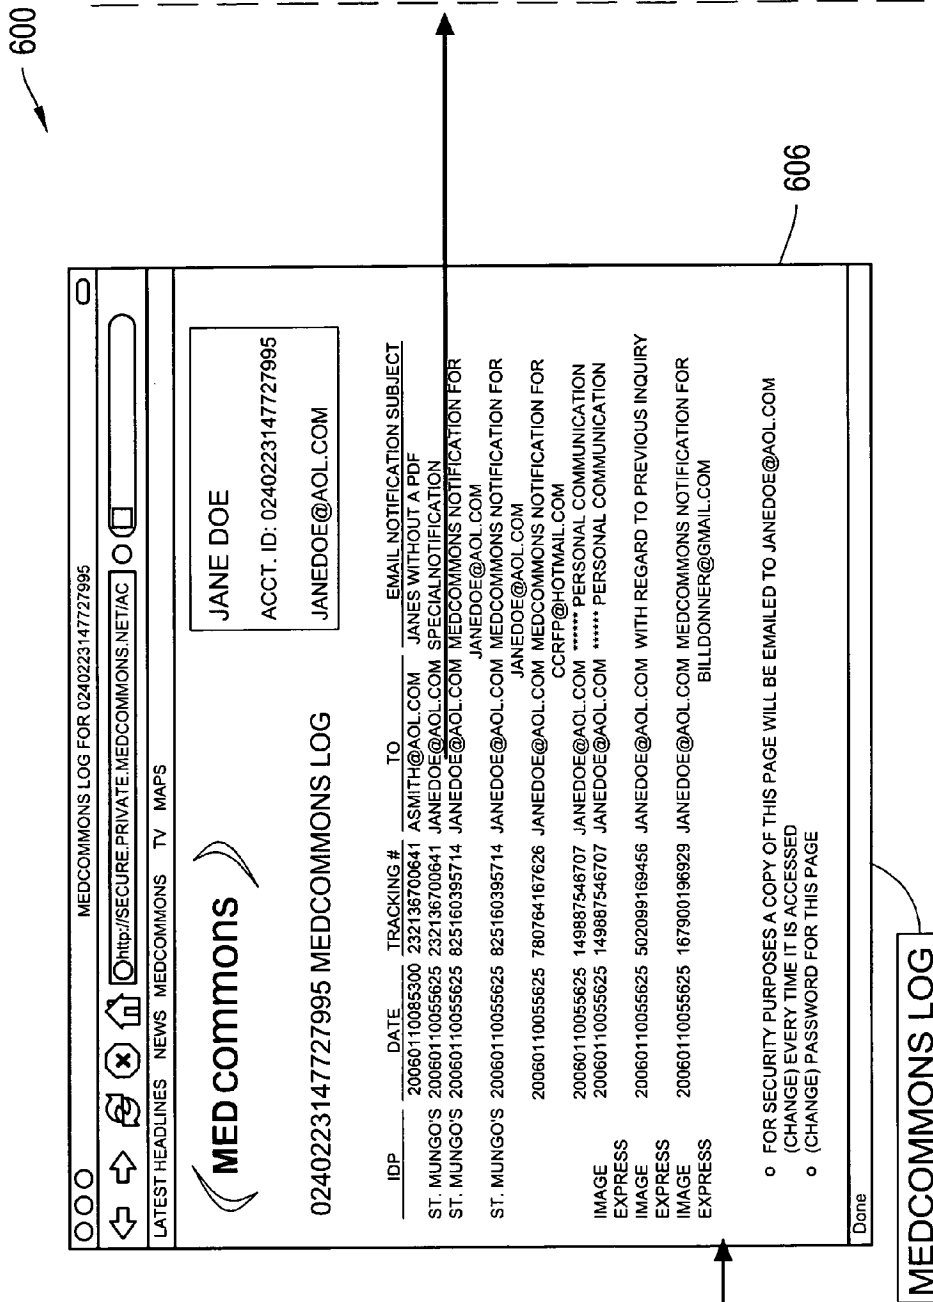 600
MEDCOMMONS LOG FOR 0240223147727995
http://SECURE.PRIVATE.MEDCOMMONS.NET/AC
LATEST HEADLINES NEWS MEDCOMMONS TV MAPS
MED commons
JANE DOE
ACCT. ID: 0240223147727995
JANEDOE@AOL.COM
0240223147727995 MEDCOMMONS LOG
IDP DATE TRACKING # TO EMAIL NOTIFICATION SUBJECT
20060110085300 232136700641 ASMITH@AOL.COM JANES WITHOUT A PDF
ST. MUNGO'S 20060110055625 232136700641 JANEDOE@AOL.COM SPECIALNOTIFICATION
ST. MUNGO'S 20060110055625 825160395714 JANEDOE@AOL.COM MEDCOMMONS NOTIFICATION FOR
JANEDOE@AOL.COM
ST. MUNGO'S 20060110055625 825160395714 JANEDOE@AOL.COM MEDCOMMONS NOTIFICATION FOR
JANEDOE@AOL.COM
20060110055625 780764167626 JANEDOE@AOL.COM MEDCOMMONS NOTIFICATION FOR
CCRFP@HOTMAIL.COM
20060110055625 149887546707 JANEDOE@AOL.COM ****** PERSONAL COMMUNICATION
IMAGE 20060110055625 149887546707 JANEDOE@AOL.COM ****** PERSONAL COMMUNICATION
EXPRESS
IMAGE 20060110055625 502099169456 JANEDOE@AOL.COM WITH REGARD TO PREVIOUS INQUIRY
EXPRESS
IMAGE 20060110055625 167900196929 JANEDOE@AOL.COM MEDCOMMONS NOTIFICATION FOR
EXPRESS BILLDONNER@GMAIL.COM
o FOR SECURITY PURPOSES A COPY OF THIS PAGE WILL BE EMAILED TO JANEDOE@AOL.COM
(CHANGE) EVERY TIME IT IS ACCESSED
o (CHANGE) PASSWORD FOR THIS PAGE
Done
606
MEDCOMMONS LOG